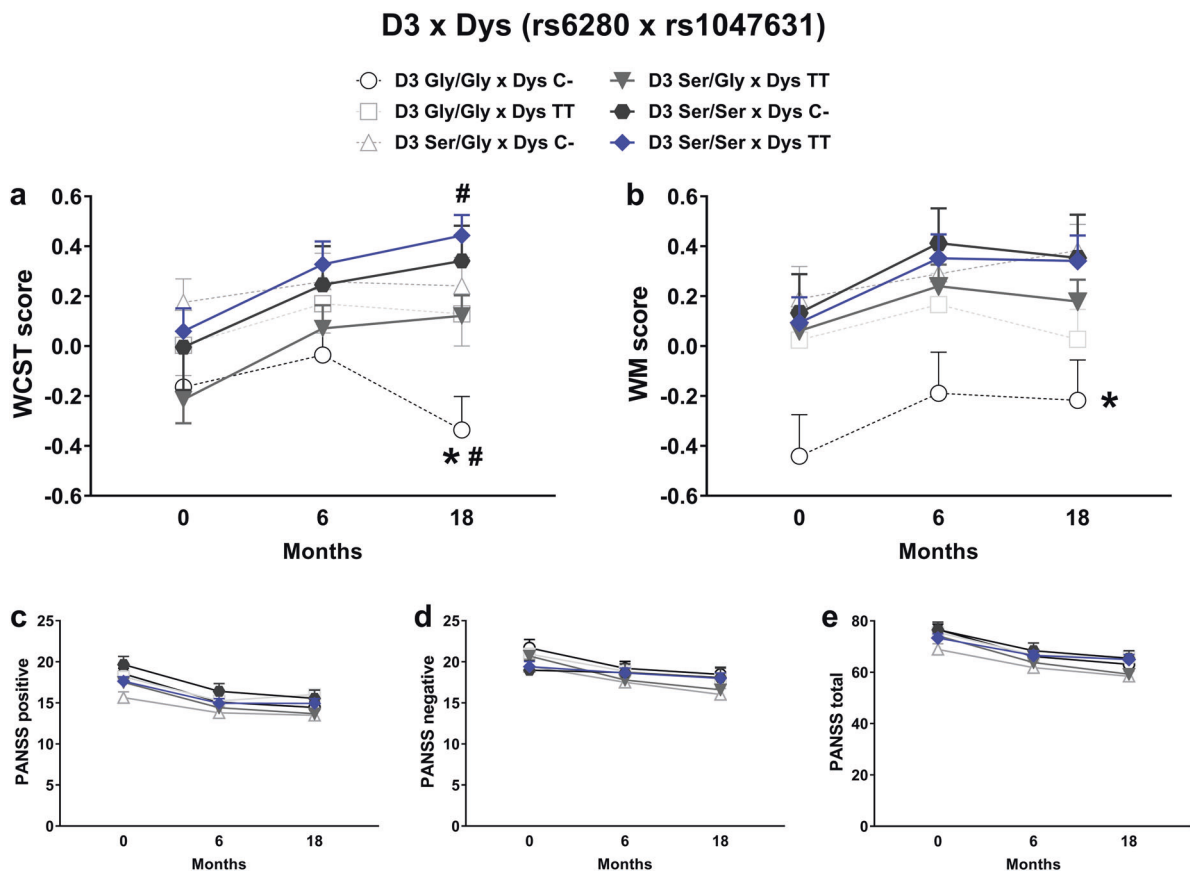 D3 x Dys (rs6280 x rs1047631)
D3 Gly/Gly x Dys C-
D3 Ser/Gly x Dys TT
D3 Gly/Gly x Dys TT
D3 Ser/Ser x Dys C-
D3 Ser/Gly x Dys C-
D3 Ser/Ser x Dys TT
a
WCST score
0.6
0.4
0.2
0.0
-0.2
-0.4
-0.6
#
* #
0 6 18
Months
b
WM score
0.6
0.4
0.2
0.0
-0.2
-0.4
-0.6
*
0 6 18
Months
c
PANSS positive
25
20
15
10
5
0
0 6 18
Months
d
PANSS negative
25
20
15
10
5
0
0 6 18
Months
e
PANSS total
80
60
40
20
0
0 6 18
Months